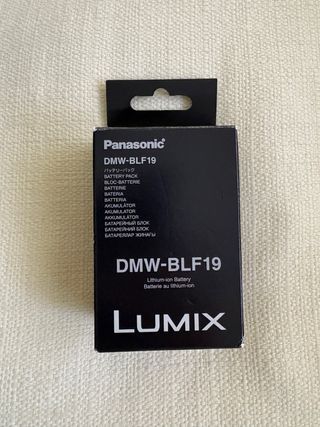 Panasonic
DMW-BLF19
バッテリーパック
BATTERY PACK
BLOC-BATTERIE
BATTERIE
BATERIA
BATTERIA
AKUMULÁTOR
AKUMULATOR
AKKUMULÁTOR
БАТАРЕЙНЫЙ БЛОК
БАТАРЕЙНИЙ БЛОК
БАТАРЕЯЛАР ЖИНАҒЫ
DMW-BLF19
Lithium-ion Battery
Batterie au lithium-ion
LUMIX